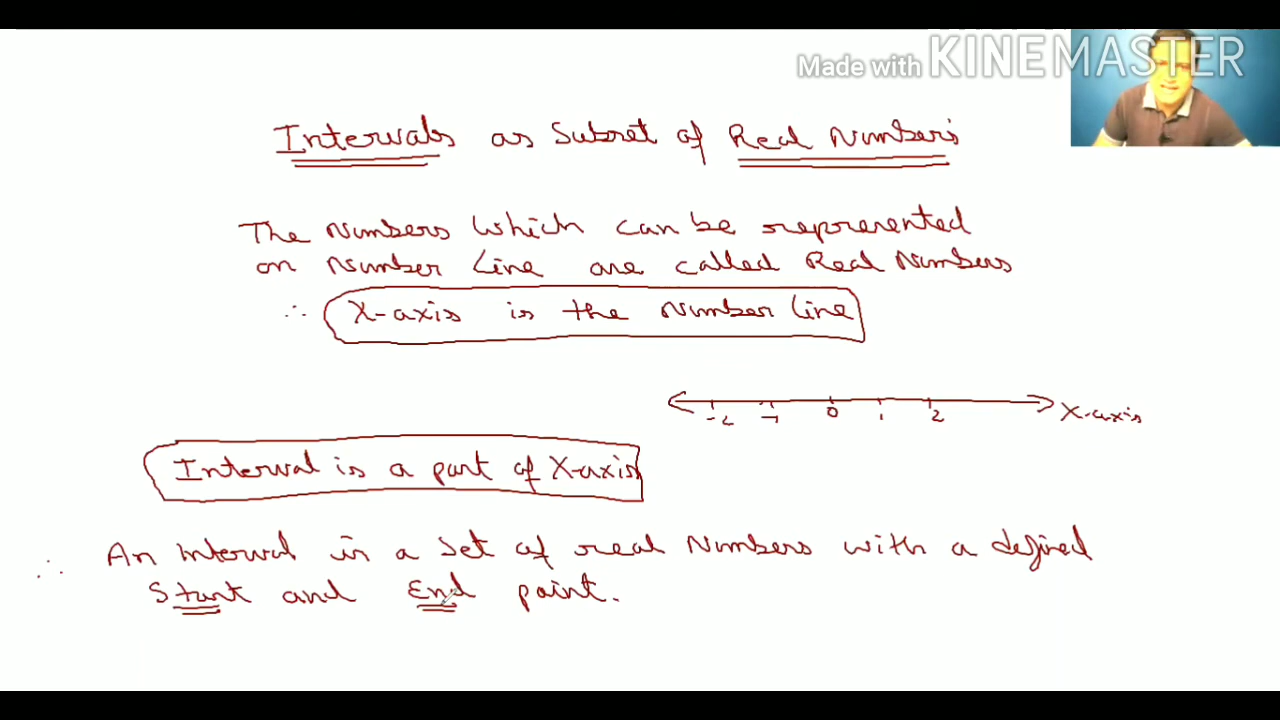 Made with KINEMASTER
Intervals as Subset of Real Numbers
The Numbers which can be represented
on Number Line are called Real Numbers
∴ X-axis is the Number Line
-2 -1 0 1 2 X-axis
Interval is a part of X-axis
∴ An interval is a Set of real Numbers with a defined
Start and End point.